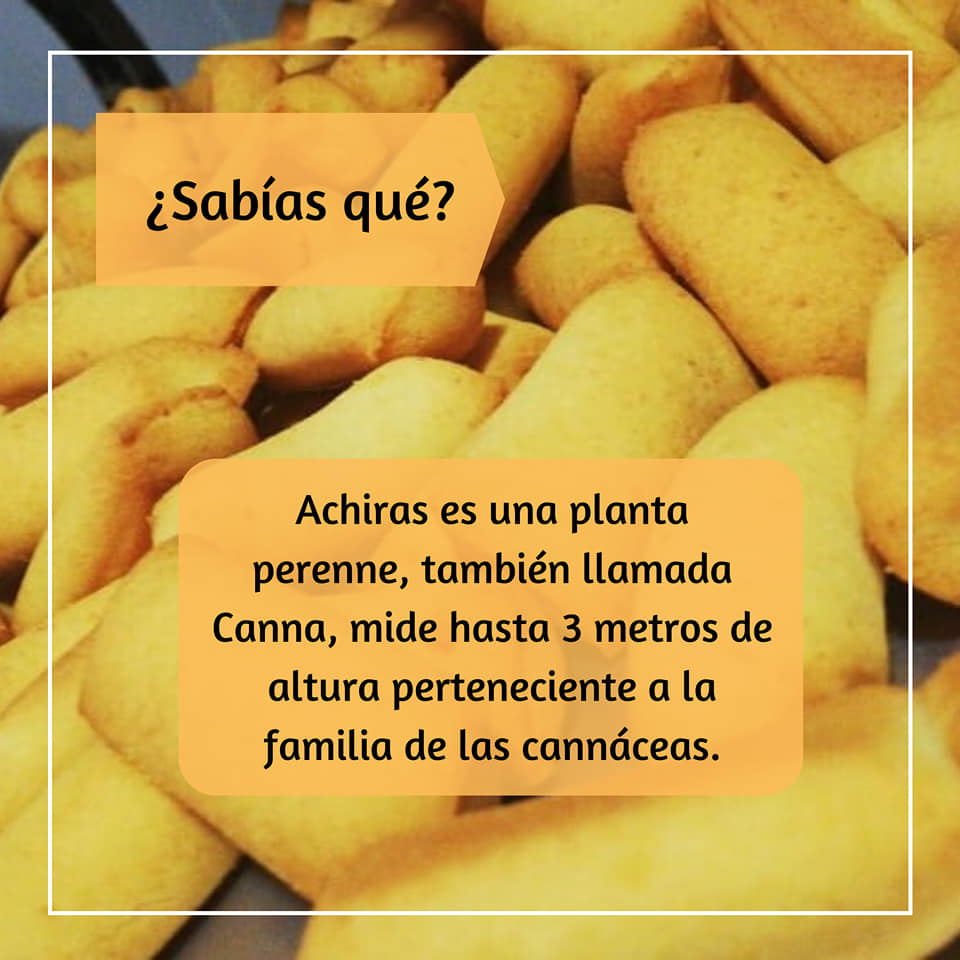 ¿Sabías qué?
Achiras es una planta
perenne, también llamada
Canna, mide hasta 3 metros de
altura perteneciente a la
familia de las cannáceas.